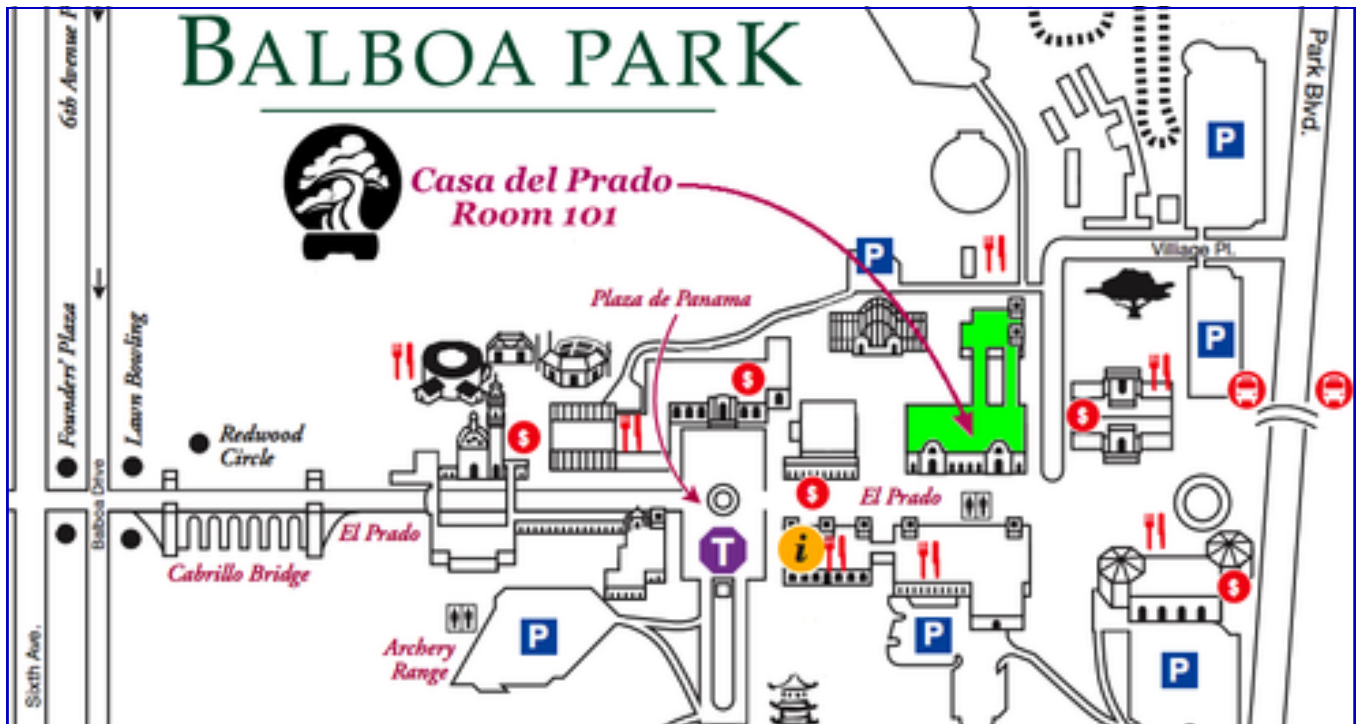 BALBOA PARK
6th Avenue P
Park Blvd.
P
Casa del Prado
Room 101
P
Village Pl.
Plaza de Panama
Founders' Plaza
Lawn Bowling
P
$
$
$
Redwood
Circle
$
El Prado
Balboa Drive
El Prado
T
i
Cabrillo Bridge
$
Archery
Range
P
P
P
Sixth Ave.